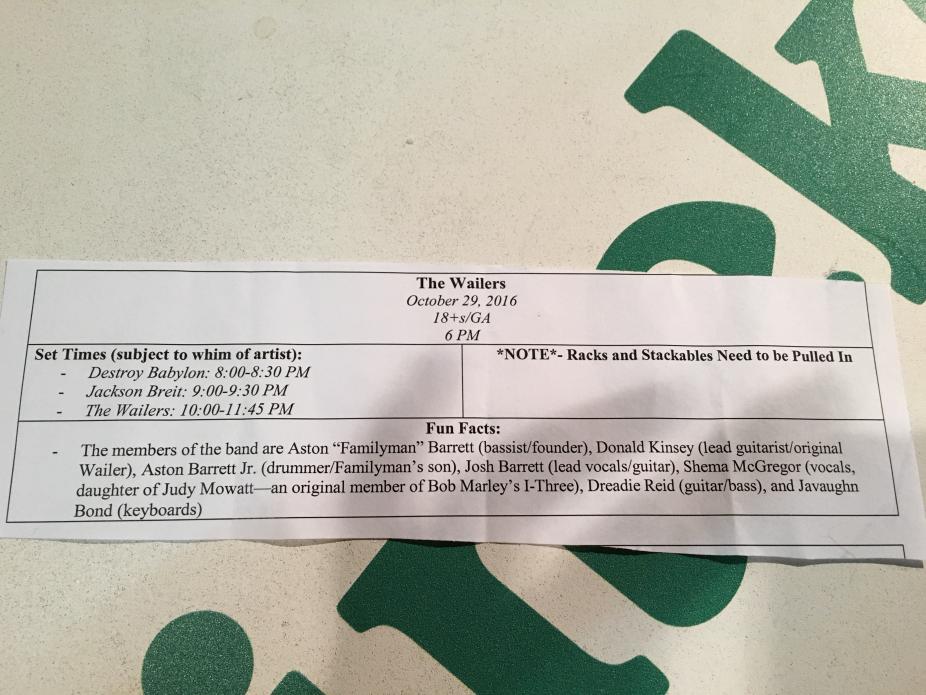 The Wailers
October 29, 2016
18+s/GA
6 PM
Set Times (subject to whim of artist):
- Destroy Babylon: 8:00-8:30 PM
- Jackson Breit: 9:00-9:30 PM
- The Wailers: 10:00-11:45 PM
*NOTE*- Racks and Stackables Need to be Pulled In
Fun Facts:
- The members of the band are Aston “Familyman” Barrett (bassist/founder), Donald Kinsey (lead guitarist/original
Wailer), Aston Barrett Jr. (drummer/Familyman’s son), Josh Barrett (lead vocals/guitar), Shema McGregor (vocals,
daughter of Judy Mowatt—an original member of Bob Marley’s I-Three), Dreadie Reid (guitar/bass), and Javaughn
Bond (keyboards)